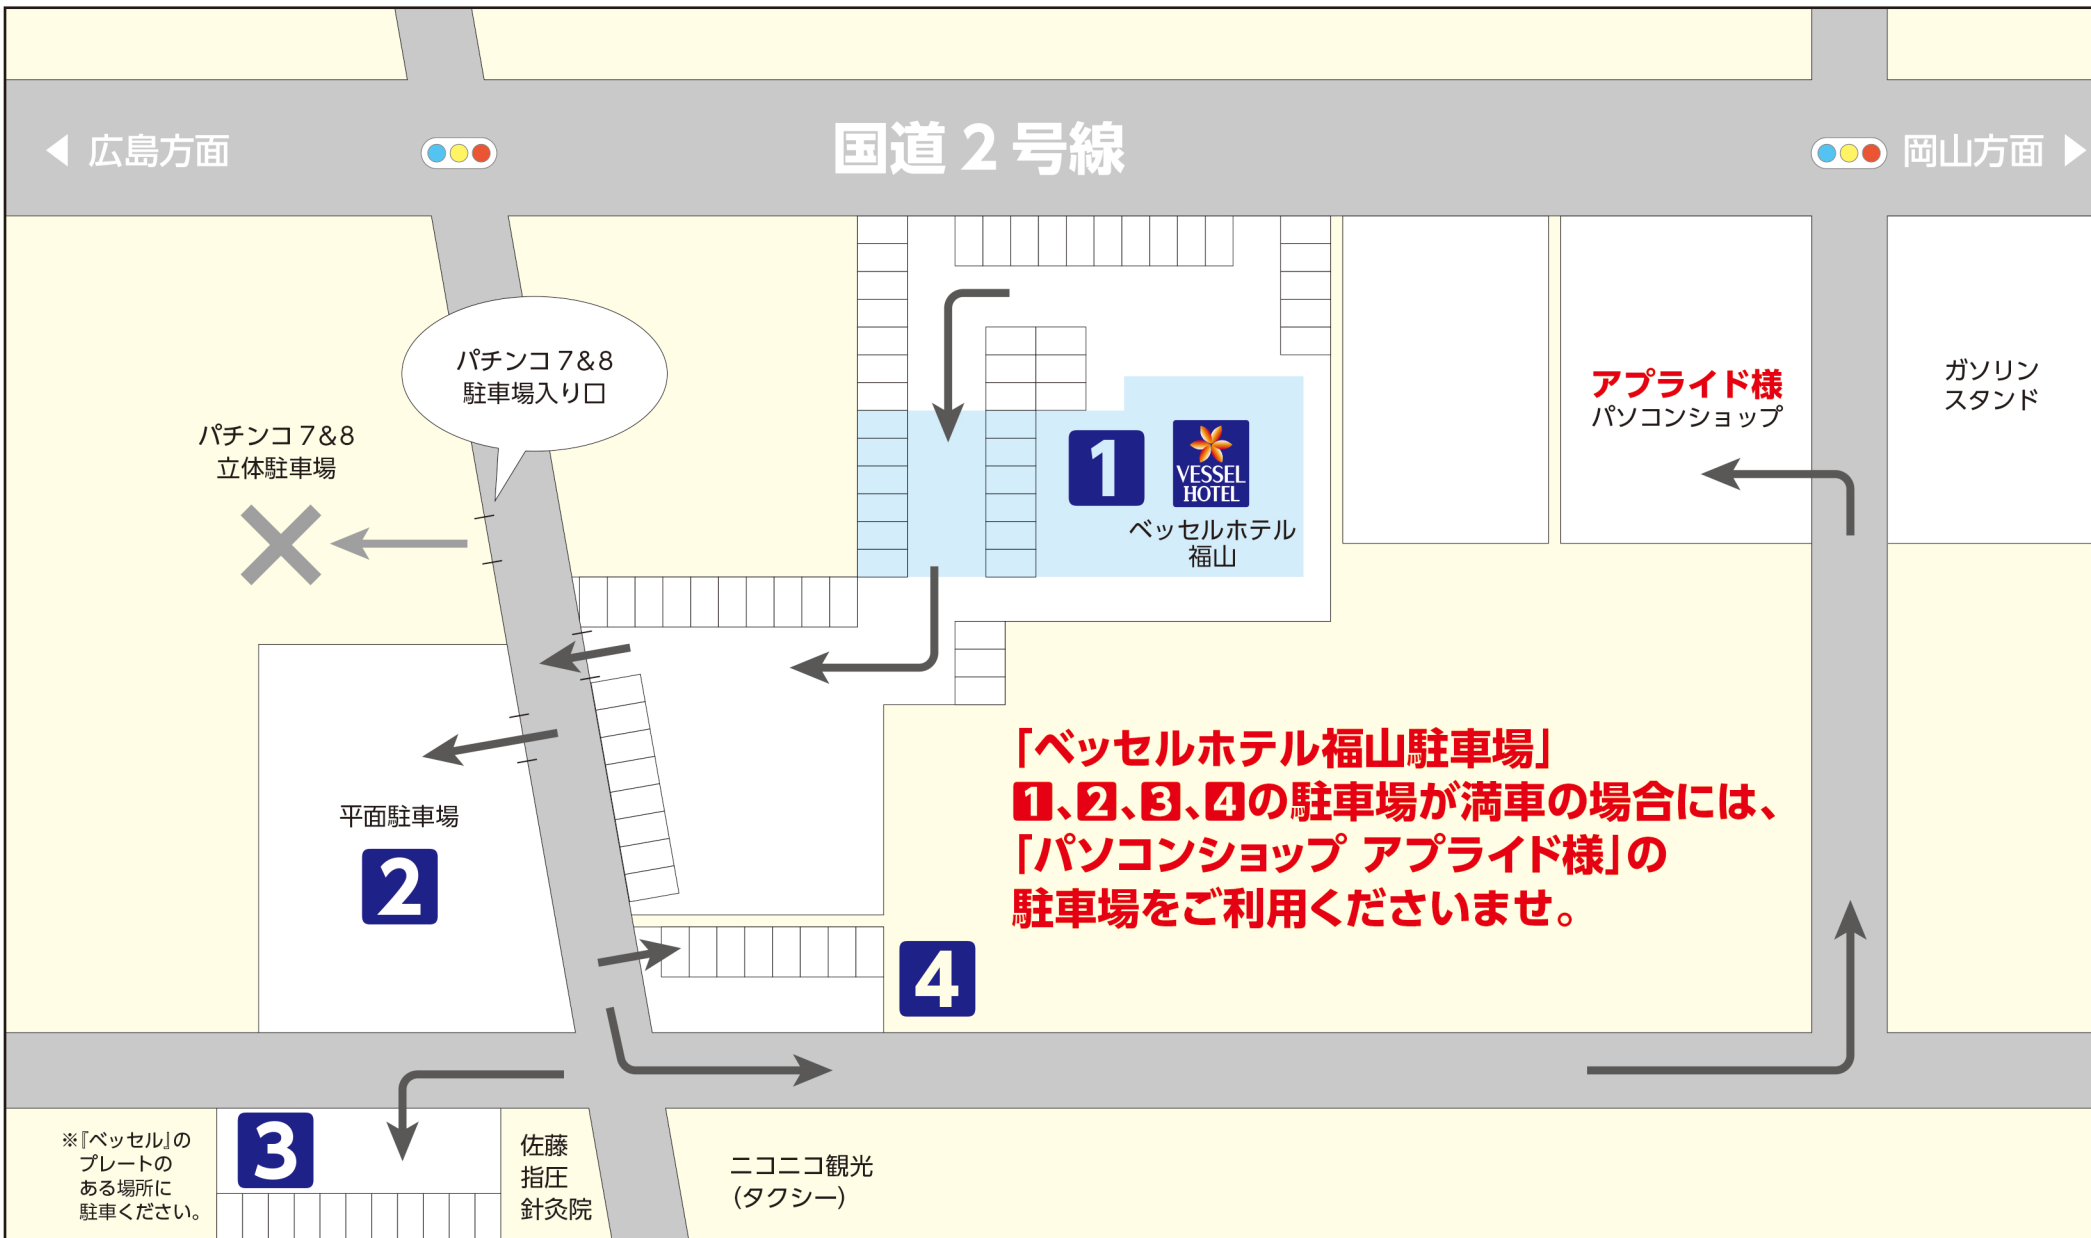 ◀ 広島方面
国道2号線
岡山方面 ▶
パチンコ7&8
駐車場入り口
パチンコ7&8
立体駐車場
1
VESSEL
HOTEL
ベッセルホテル
福山
アプライド様
パソコンショップ
ガソリン
スタンド
平面駐車場
2
「ベッセルホテル福山駐車場」
1、2、3、4の駐車場が満車の場合には、
「パソコンショップ アプライド様」の
駐車場をご利用くださいませ。
4
※『ベッセル』の
プレートの
ある場所に
駐車ください。
3
佐藤
指圧
針灸院
ニコニコ観光
(タクシー)